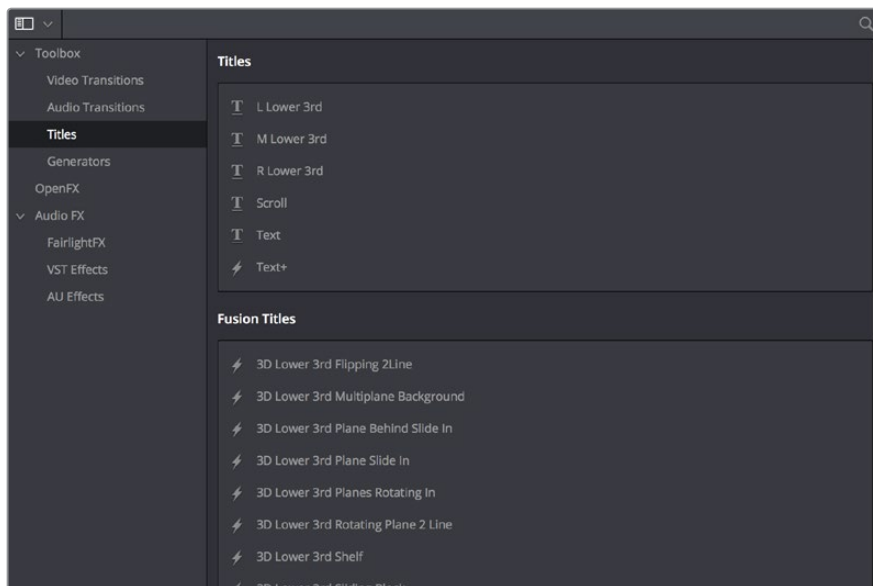 Toolbox
Video Transitions
Audio Transitions
Titles
Generators
OpenFX
Audio FX
FairlightFX
VST Effects
AU Effects
Titles
L Lower 3rd
M Lower 3rd
R Lower 3rd
Scroll
Text
Text+
Fusion Titles
3D Lower 3rd Flipping 2Line
3D Lower 3rd Multiplane Background
3D Lower 3rd Plane Behind Slide In
3D Lower 3rd Plane Slide In
3D Lower 3rd Planes Rotating In
3D Lower 3rd Rotating Plane 2 Line
3D Lower 3rd Shelf